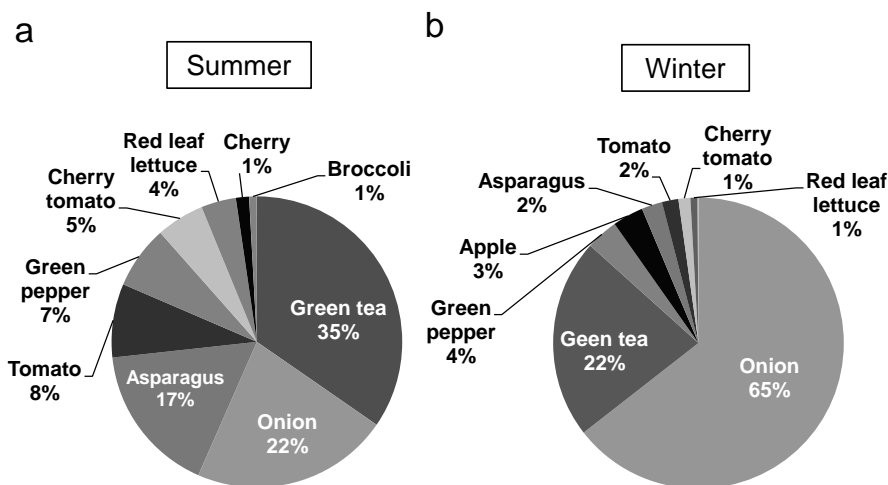 a
Summer
Red leaf
lettuce
4%
Cherry
1%
Broccoli
1%
Cherry
tomato
5%
Green
pepper
7%
Tomato
8%
Asparagus
17%
Onion
22%
Green tea
35%
b
Winter
Tomato
2%
Cherry
tomato
1%
Red leaf
lettuce
1%
Asparagus
2%
Apple
3%
Green
pepper
4%
Geen tea
22%
Onion
65%